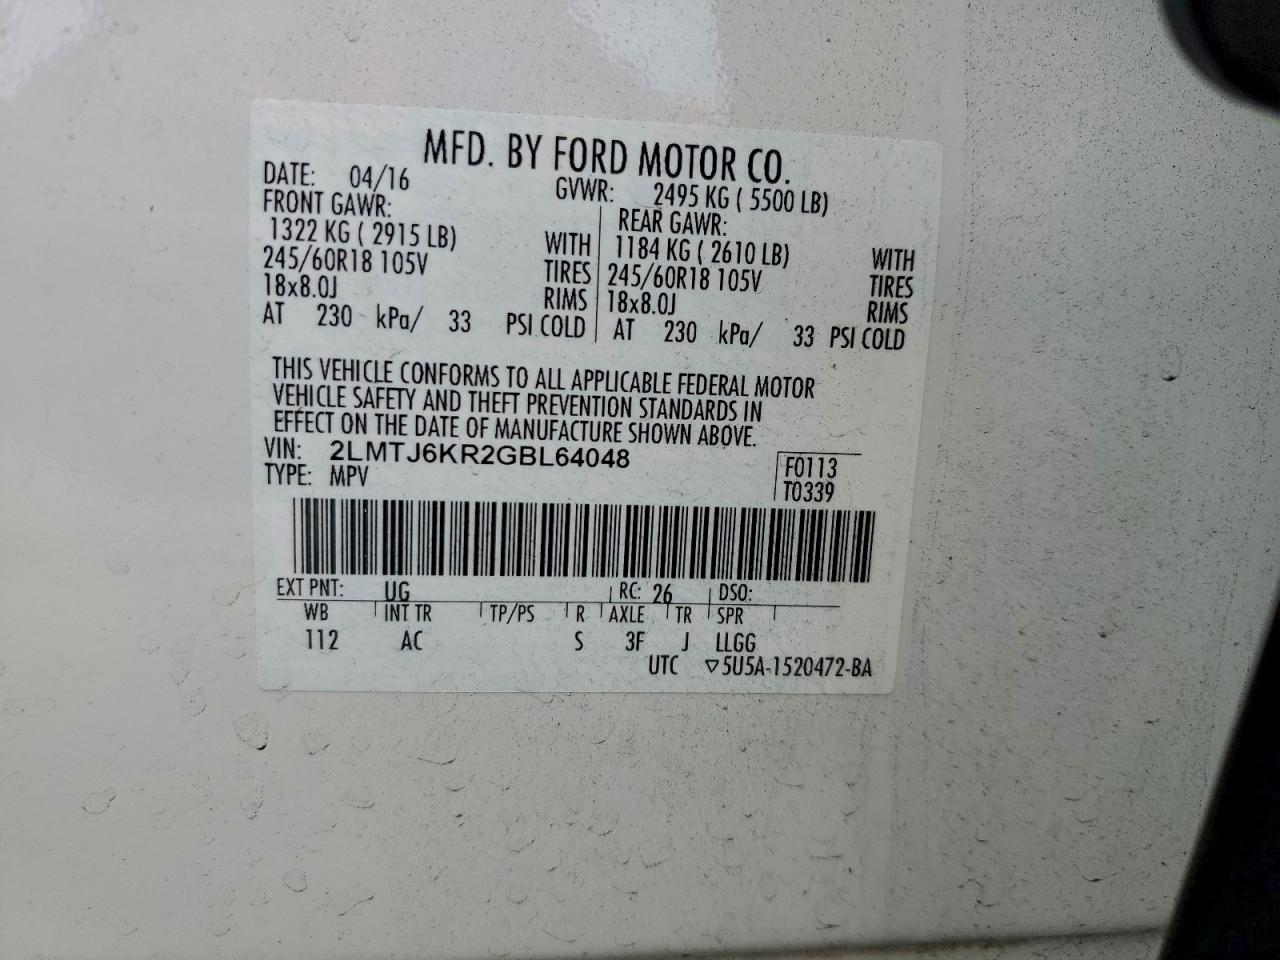 MFD. BY FORD MOTOR CO.
DATE: 04/16 GVWR: 2495 KG ( 5500 LB)
FRONT GAWR: REAR GAWR:
1322 KG ( 2915 LB) WITH 1184 KG ( 2610 LB) WITH
245/60R18 105V TIRES 245/60R18 105V TIRES
18x8.0J RIMS 18x8.0J RIMS
AT 230 kPa/ 33 PSI COLD AT 230 kPa/ 33 PSI COLD
THIS VEHICLE CONFORMS TO ALL APPLICABLE FEDERAL MOTOR
VEHICLE SAFETY AND THEFT PREVENTION STANDARDS IN
EFFECT ON THE DATE OF MANUFACTURE SHOWN ABOVE.
VIN: 2LMTJ6KR2GBL64048 F0113
TYPE: MPV T0339
EXT PNT: UG RC: 26 DSO:
WB INT TR TP/PS R AXLE TR SPR
112 AC S 3F J LLGG
UTC ▽5U5A-1520472-BA